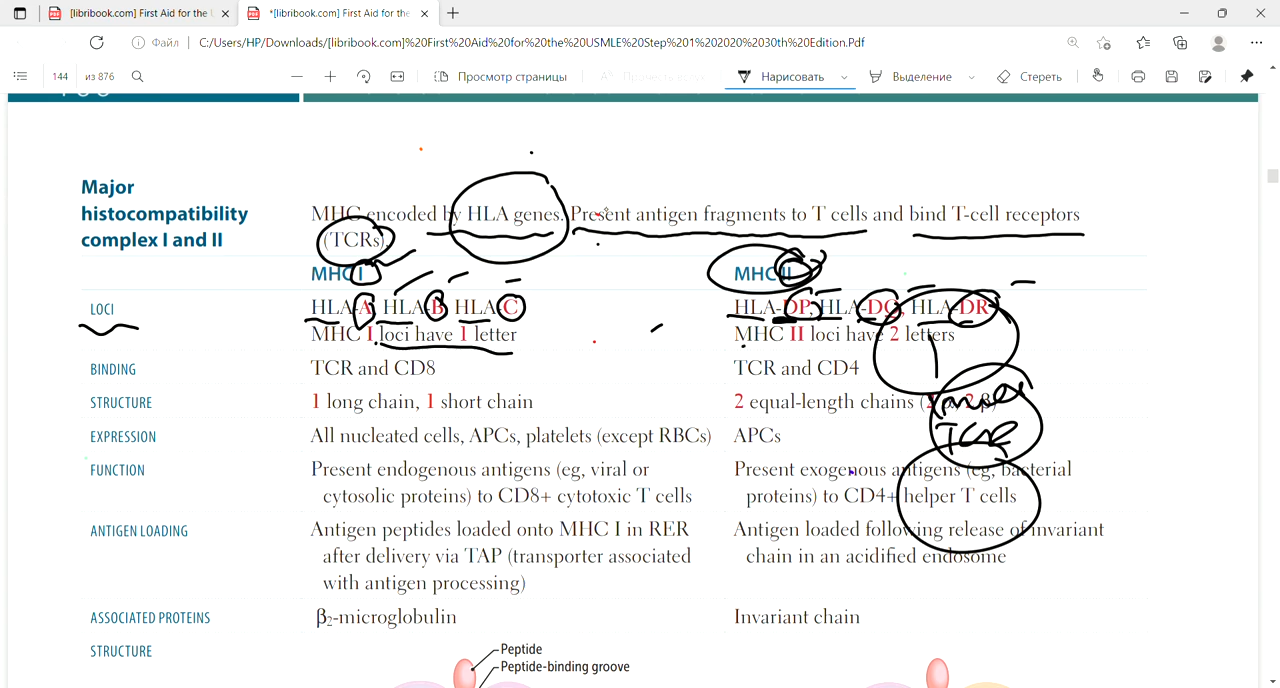 [libribook.com] First Aid for the U
*[libribook.com] First Aid for the
Файл C:/Users/HP/Downloads/[libribook.com]%20First%20Aid%20for%20the%20USMLE%20Step%201%202020%2030th%20Edition.Pdf
144 из 876 Просмотр страницы Нарисовать Выделение Стереть
Major
histocompatibility
complex I and II
MHC encoded by HLA genes. Present antigen fragments to T cells and bind T-cell receptors
(TCRs).
MHC I MHC II
LOCI HLA-A, HLA-B, HLA-C HLA-DP, HLA-DQ, HLA-DR
MHC I loci have 1 letter MHC II loci have 2 letters
BINDING TCR and CD8 TCR and CD4
STRUCTURE 1 long chain, 1 short chain 2 equal-length chains (2 α, 2 β)
EXPRESSION All nucleated cells, APCs, platelets (except RBCs) APCs
TCR
FUNCTION Present endogenous antigens (eg, viral or Present exogenous antigens (eg, bacterial
cytosolic proteins) to CD8+ cytotoxic T cells proteins) to CD4+ helper T cells
ANTIGEN LOADING Antigen peptides loaded onto MHC I in RER Antigen loaded following release of invariant
after delivery via TAP (transporter associated chain in an acidified endosome
with antigen processing)
ASSOCIATED PROTEINS β2-microglobulin Invariant chain
STRUCTURE
Peptide
Peptide-binding groove